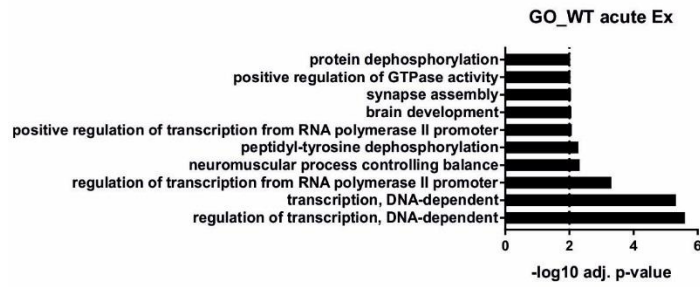 GO_WT acute Ex
protein dephosphorylation
positive regulation of GTPase activity
synapse assembly
brain development
positive regulation of transcription from RNA polymerase II promoter
peptidyl-tyrosine dephosphorylation
neuromuscular process controlling balance
regulation of transcription from RNA polymerase II promoter
transcription, DNA-dependent
regulation of transcription, DNA-dependent
0 2 4 6
-log10 adj. p-value